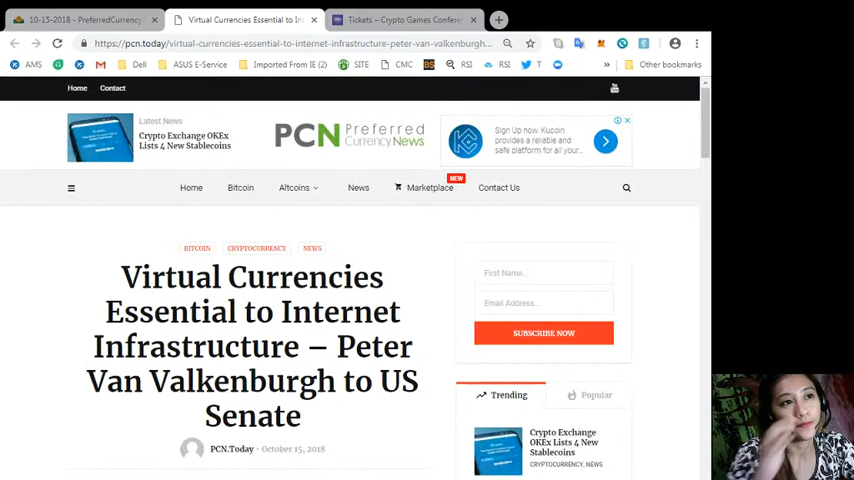 10-15-2018 - PreferredCurrency
Virtual Currencies Essential to Int
Tickets – Crypto Games Confere
https://pcn.today/virtual-currencies-essential-to-internet-infrastructure-peter-van-valkenburgh...
AMS
Dell
ASUS E-Service
Imported From IE (2)
SITE
CMC
RSI
RSI
T
»
Other bookmarks
Home
Contact
Latest News
Crypto Exchange OKEx
Lists 4 New Stablecoins
PCN Preferred
Currency News
Sign up now. Kucoin
provides a reliable and
safe platform for all your...
Home
Bitcoin
Altcoins
News
Marketplace
NEW
Contact Us
BITCOIN
CRYPTOCURRENCY
NEWS
Virtual Currencies
Essential to Internet
Infrastructure – Peter
Van Valkenburgh to US
Senate
PCN.Today - October 15, 2018
First Name...
Email Address...
SUBSCRIBE NOW
Trending
Popular
Crypto Exchange
OKEx Lists 4 New
Stablecoins
CRYPTOCURRENCY, NEWS